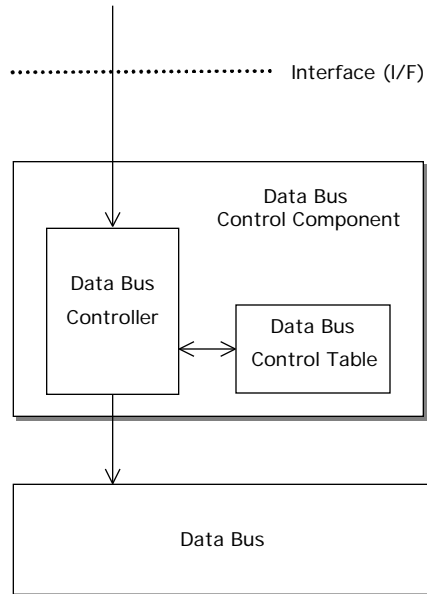 Interface (I/F)
Data Bus
Control Component
Data Bus
Controller
Data Bus
Control Table
Data Bus